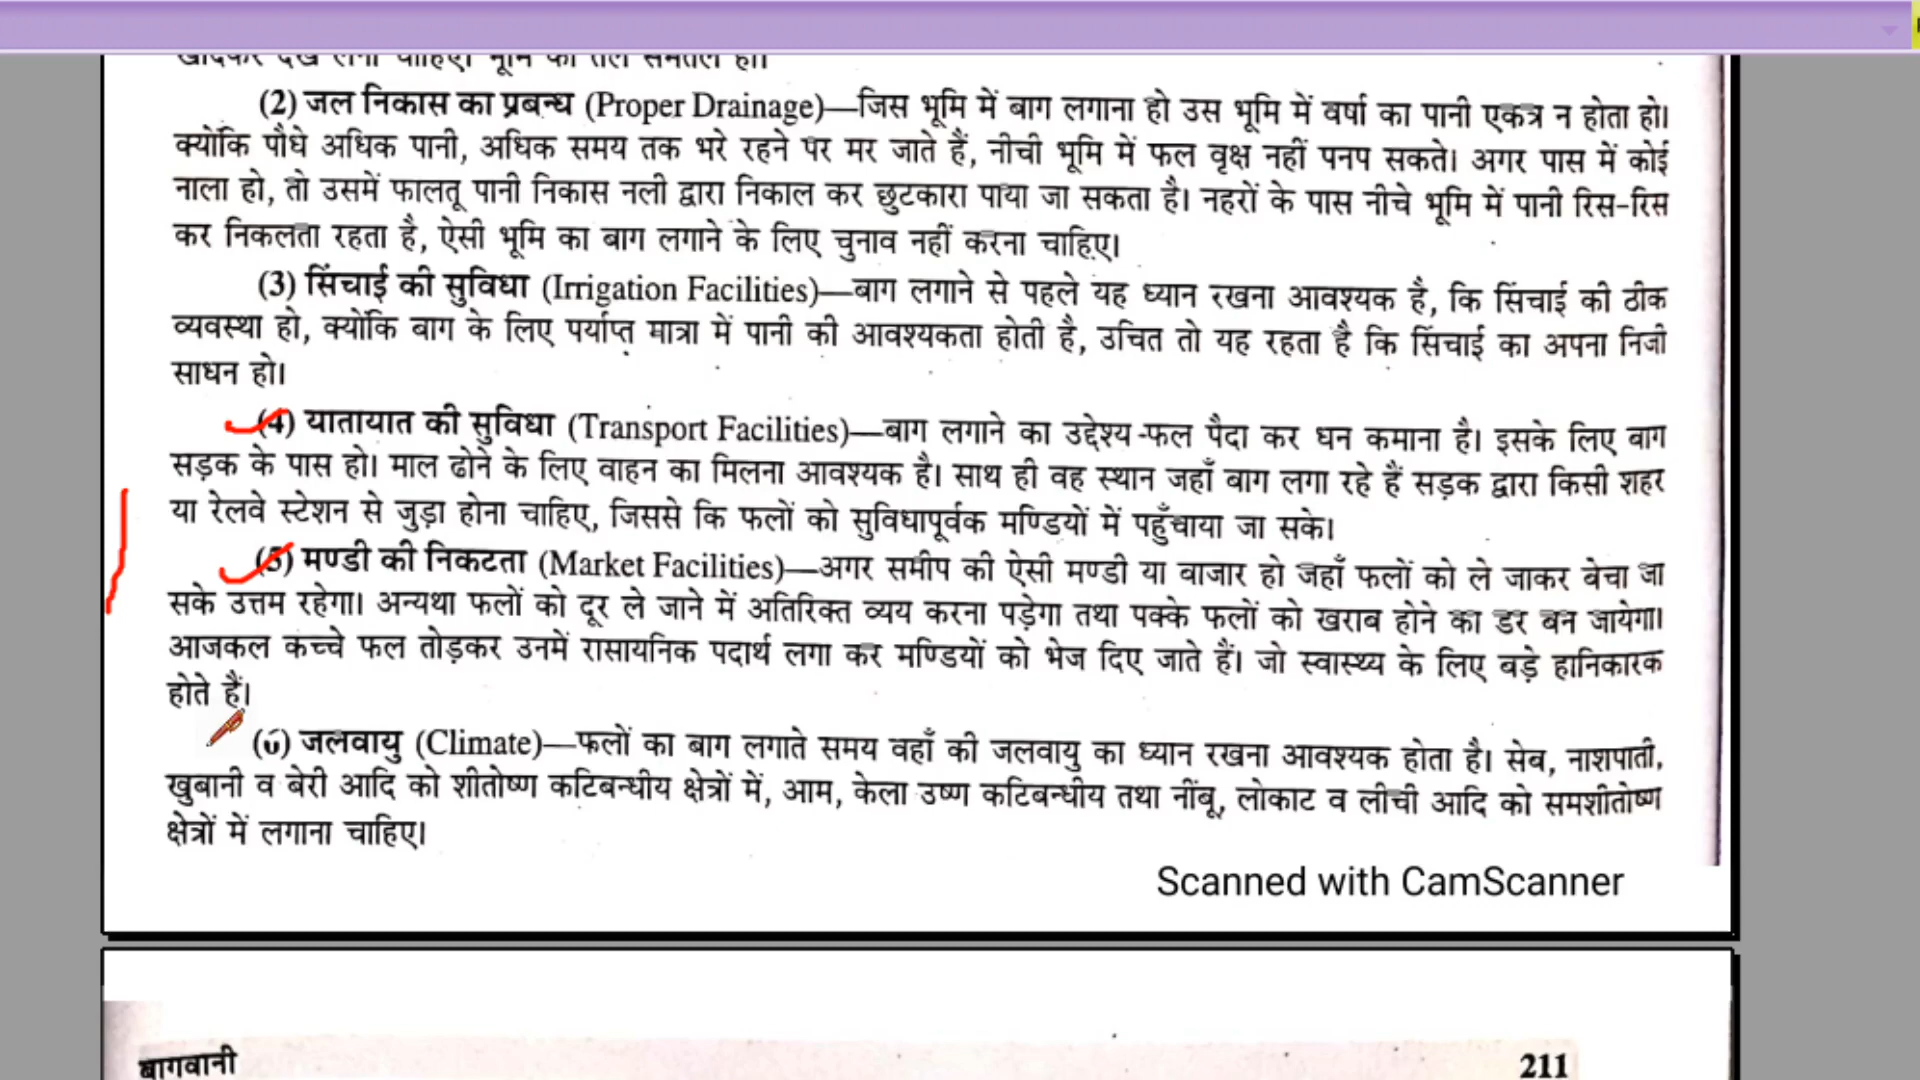 खोदकर देख लेना चाहिए। भूमि का तल समतल हो।
(2) जल निकास का प्रबन्ध (Proper Drainage)—जिस भूमि में बाग लगाना हो उस भूमि में वर्षा का पानी एकत्र न होता हो।
क्योंकि पौधे अधिक पानी, अधिक समय तक भरे रहने पर मर जाते हैं, नीची भूमि में फल वृक्ष नहीं पनप सकते। अगर पास में कोई
नाला हो, तो उसमें फालतू पानी निकास नली द्वारा निकाल कर छुटकारा पाया जा सकता है। नहरों के पास नीचे भूमि में पानी रिस-रिस
कर निकलता रहता है, ऐसी भूमि का बाग लगाने के लिए चुनाव नहीं करना चाहिए।
(3) सिंचाई की सुविधा (Irrigation Facilities)—बाग लगाने से पहले यह ध्यान रखना आवश्यक है, कि सिंचाई की ठीक
व्यवस्था हो, क्योंकि बाग के लिए पर्याप्त मात्रा में पानी की आवश्यकता होती है, उचित तो यह रहता है कि सिंचाई का अपना निजी
साधन हो।
(4) यातायात की सुविधा (Transport Facilities)—बाग लगाने का उद्देश्य-फल पैदा कर धन कमाना है। इसके लिए बाग
सड़क के पास हो। माल ढोने के लिए वाहन का मिलना आवश्यक है। साथ ही वह स्थान जहाँ बाग लगा रहे हैं सड़क द्वारा किसी शहर
या रेलवे स्टेशन से जुड़ा होना चाहिए, जिससे कि फलों को सुविधापूर्वक मण्डियों में पहुँचाया जा सके।
(5) मण्डी की निकटता (Market Facilities)—अगर समीप की ऐसी मण्डी या बाजार हो जहाँ फलों को ले जाकर बेचा जा
सके उत्तम रहेगा। अन्यथा फलों को दूर ले जाने में अतिरिक्त व्यय करना पड़ेगा तथा पक्के फलों को खराब होने का डर बन जायेगा।
आजकल कच्चे फल तोड़कर उनमें रासायनिक पदार्थ लगा कर मण्डियों को भेज दिए जाते हैं। जो स्वास्थ्य के लिए बड़े हानिकारक
होते हैं।
(6) जलवायु (Climate)—फलों का बाग लगाते समय वहाँ की जलवायु का ध्यान रखना आवश्यक होता है। सेब, नाशपाती,
खुबानी व बेरी आदि को शीतोष्ण कटिबन्धीय क्षेत्रों में, आम, केला उष्ण कटिबन्धीय तथा नींबू, लोकाट व लीची आदि को समशीतोष्ण
क्षेत्रों में लगाना चाहिए।
Scanned with CamScanner
बागवानी
211